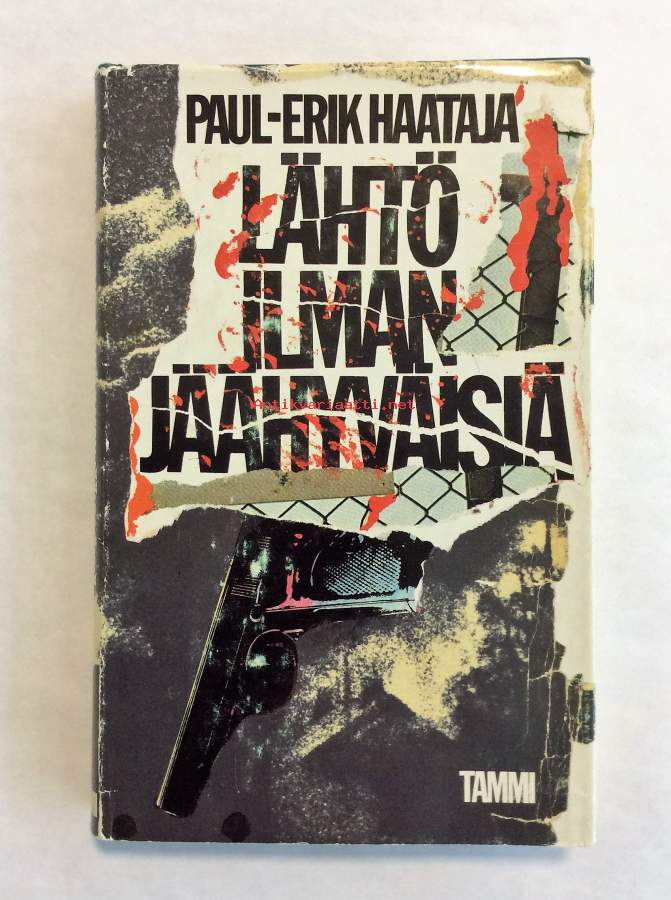 PAUL-ERIK HAATAJA
LÄHTÖ
ILMAN
JÄÄHYVÄISIÄ
Antikvariaatti.net
TAMMI